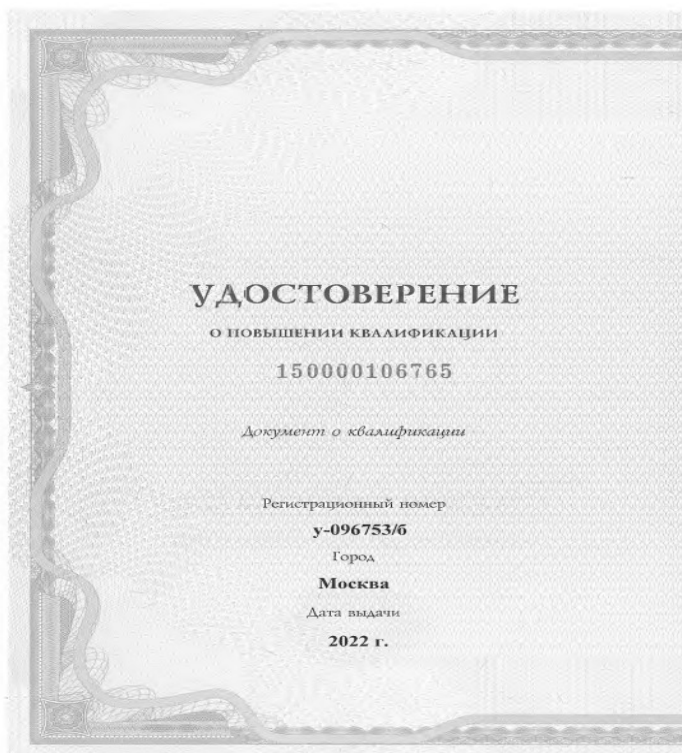 УДОСТОВЕРЕНИЕ
О ПОВЫШЕНИИ КВАЛИФИКАЦИИ
150000106765
Документ о квалификации
Регистрационный номер
у-096753/б
Город
Москва
Дата выдачи
2022 г.